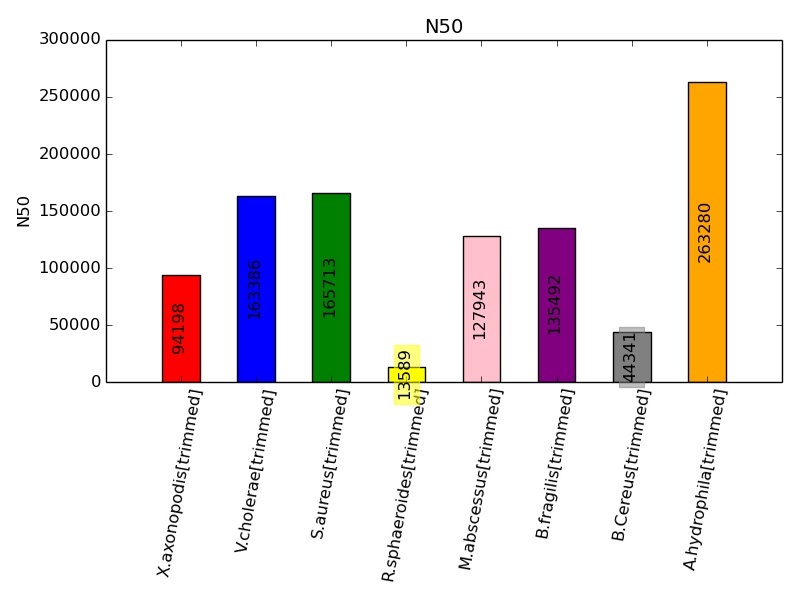 N50
300000
250000
200000
150000
100000
50000
0
N50
94198
163386
165713
13589
127943
135492
44341
263280
X.axonopodis[trimmed]
V.cholerae[trimmed]
S.aureus[trimmed]
R.sphaeroides[trimmed]
M.abscessus[trimmed]
B.fragilis[trimmed]
B.Cereus[trimmed]
A.hydrophila[trimmed]